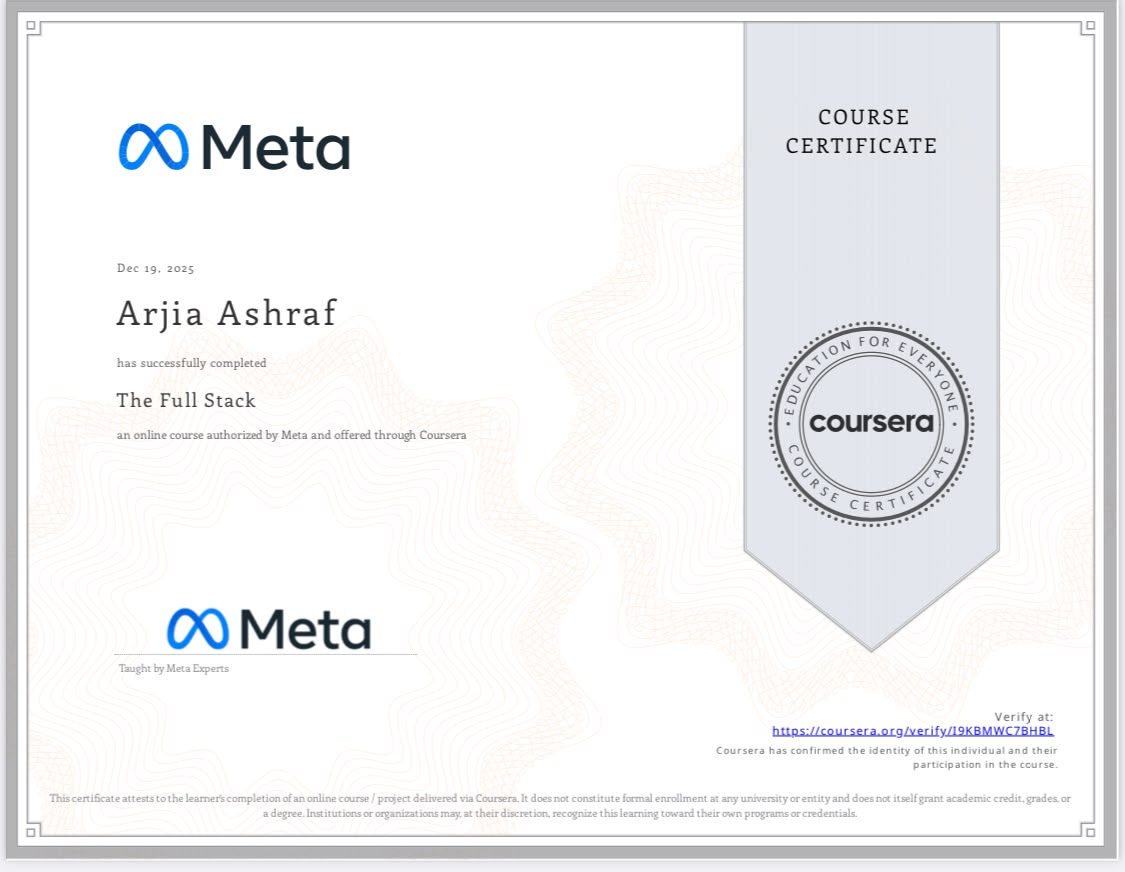 Meta
COURSE
CERTIFICATE
Dec 19, 2025
Arjia Ashraf
has successfully completed
The Full Stack
an online course authorized by Meta and offered through Coursera
EDUCATION FOR EVERYONE
coursera
COURSE CERTIFICATE
Meta
Taught by Meta Experts
Verify at:
https://coursera.org/verify/I9KBMWC7BHBL
Coursera has confirmed the identity of this individual and their
participation in the course.
This certificate attests to the learner's completion of an online course / project delivered via Coursera. It does not constitute formal enrollment at any university or entity and does not itself grant academic credit, grades, or
a degree. Institutions or organizations may, at their discretion, recognize this learning toward their own programs or credentials.